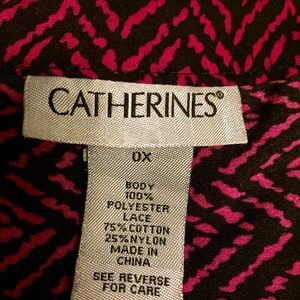 CATHERINES®
0X
BODY
100%
POLYESTER
LACE
75% COTTON
25% NYLON
MADE IN
CHINA
SEE REVERSE
FOR CARE